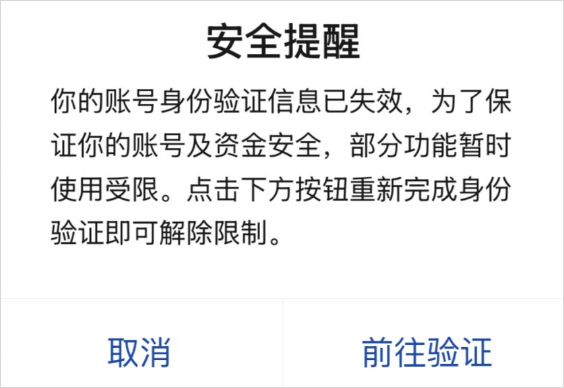 安全提醒
你的账号身份验证信息已失效，为了保
证你的账号及资金安全，部分功能暂时
使用受限。点击下方按钮重新完成身份
验证即可解除限制。
取消
前往验证